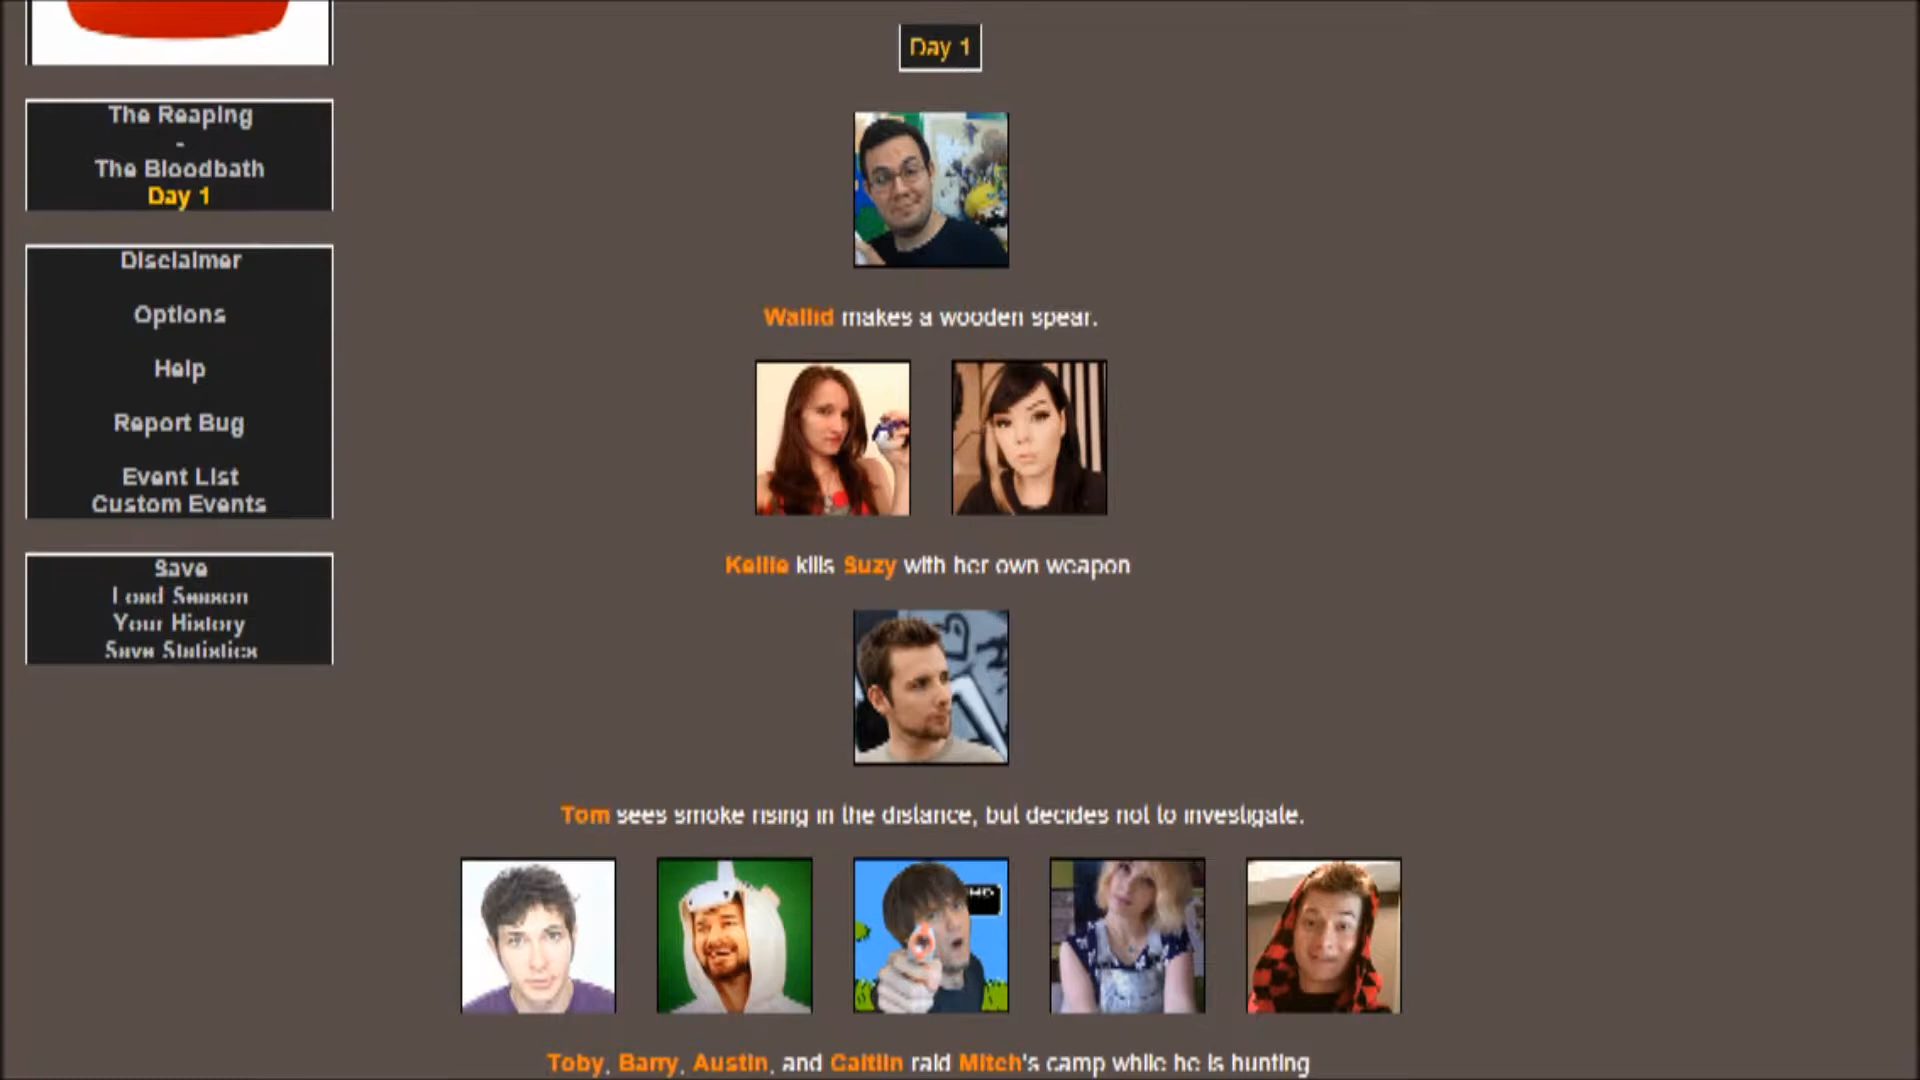 The Reaping
-
The Bloodbath
Day 1
Disclaimer
Options
Help
Report Bug
Event List
Custom Events
Save
Load Season
Your History
Save Statistics
Day 1
Wallid makes a wooden spear.
Kellie kills Suzy with her own weapon
Tom sees smoke rising in the distance, but decides not to investigate.
HD
Toby, Barry, Austin, and Caitlin raid Mitch's camp while he is hunting